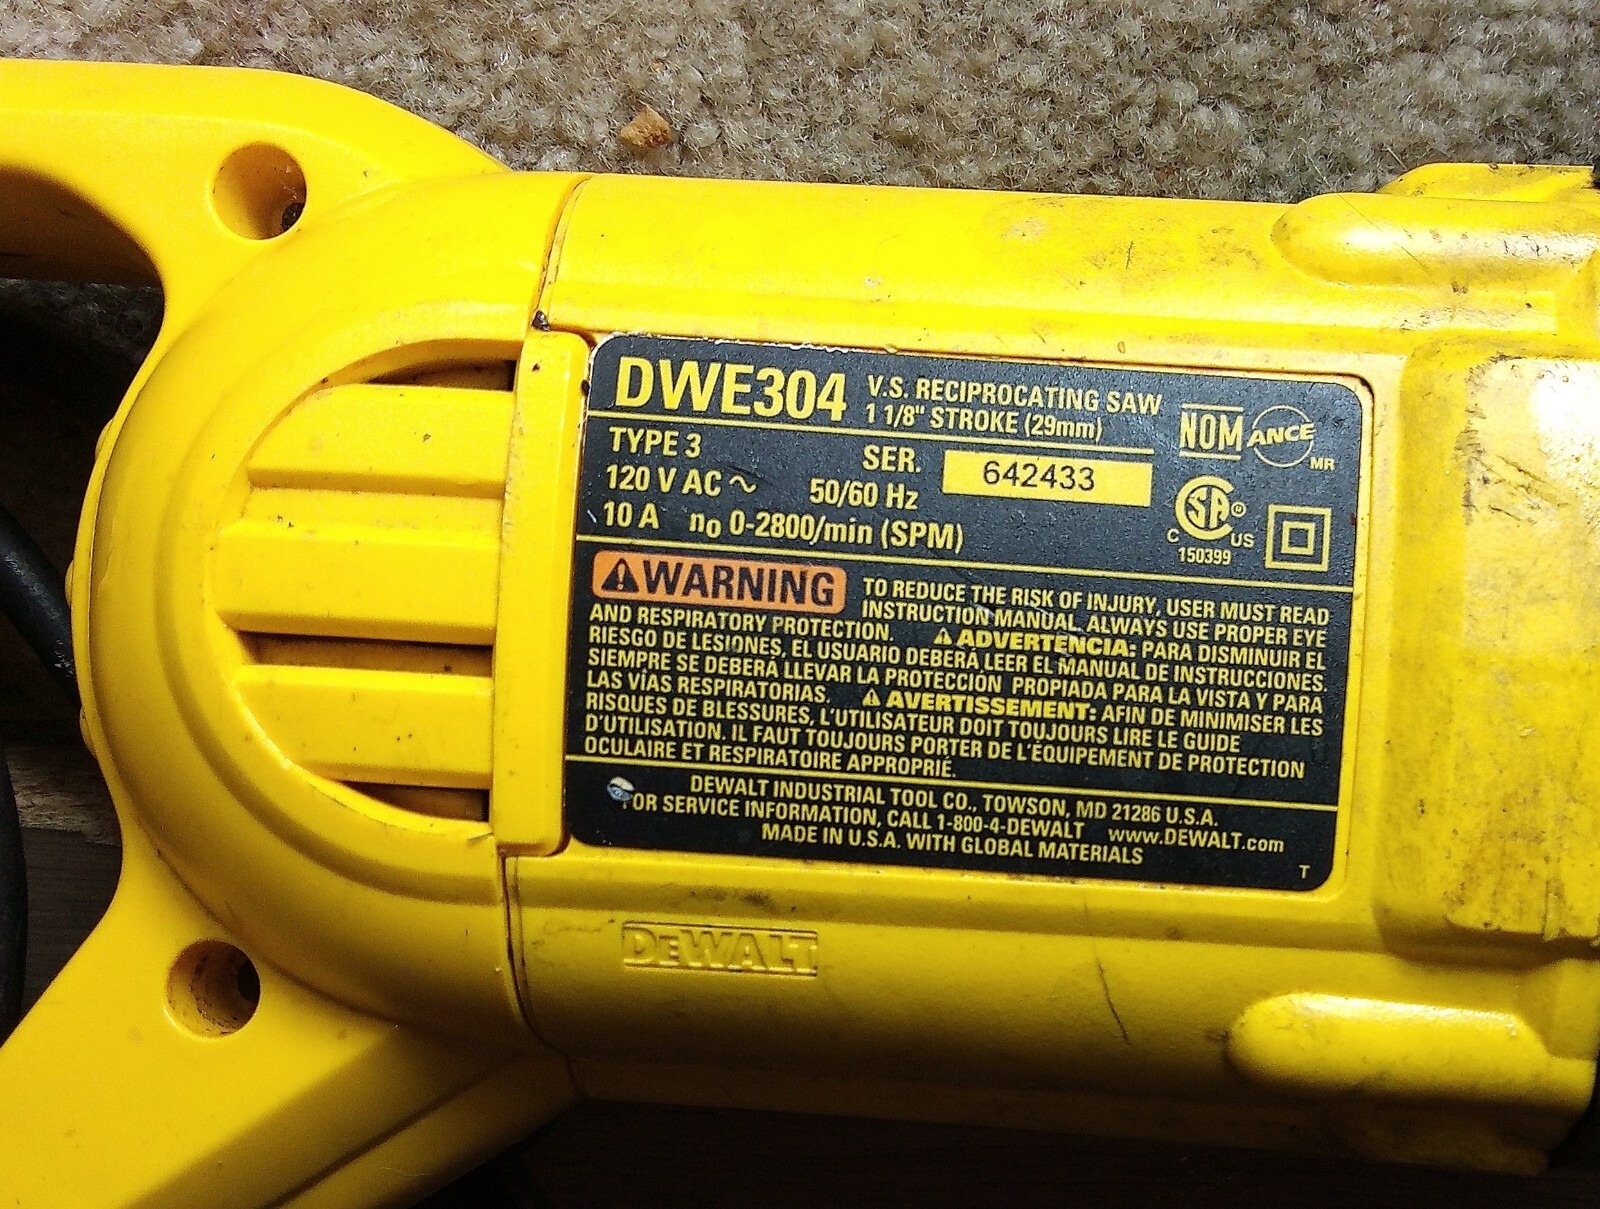 DWE304 V.S. RECIPROCATING SAW
1 1/8" STROKE (29mm)
NOM ANCE MR
TYPE 3
SER. 642433
120 V AC ~ 50/60 Hz
10 A no 0-2800/min (SPM)
C SA ® US
150399
⚠WARNING TO REDUCE THE RISK OF INJURY, USER MUST READ
INSTRUCTION MANUAL. ALWAYS USE PROPER EYE
AND RESPIRATORY PROTECTION. ⚠ ADVERTENCIA: PARA DISMINUIR EL
RIESGO DE LESIONES, EL USUARIO DEBERÁ LEER EL MANUAL DE INSTRUCCIONES.
SIEMPRE SE DEBERÁ LLEVAR LA PROTECCIÓN PROPIADA PARA LA VISTA Y PARA
LAS VÍAS RESPIRATORIAS. ⚠ AVERTISSEMENT: AFIN DE MINIMISER LES
RISQUES DE BLESSURES, L'UTILISATEUR DOIT TOUJOURS LIRE LE GUIDE
D'UTILISATION. IL FAUT TOUJOURS PORTER DE L'ÉQUIPEMENT DE PROTECTION
OCULAIRE ET RESPIRATOIRE APPROPRIÉ.
DEWALT INDUSTRIAL TOOL CO., TOWSON, MD 21286 U.S.A.
FOR SERVICE INFORMATION, CALL 1-800-4-DEWALT www.DEWALT.com
MADE IN U.S.A. WITH GLOBAL MATERIALS
T
DEWALT